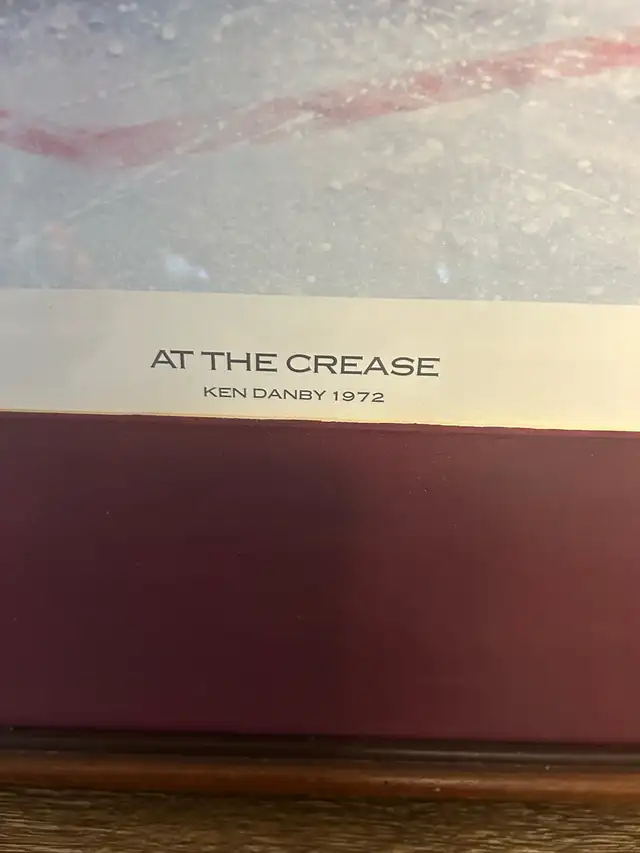 AT THE CREASE
KEN DANBY 1972